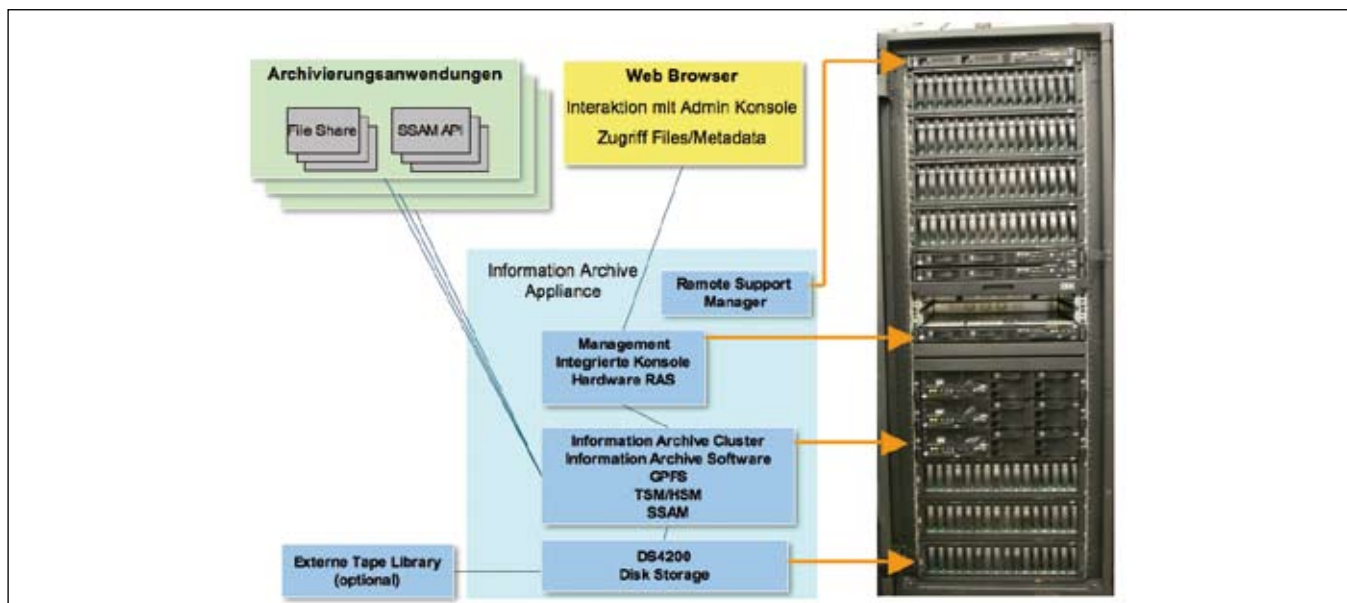 Archivierungsanwendungen
File Share
SSAM API
Web Browser
Interaktion mit Admin Konsole
Zugriff Files/Metadata
Information Archive
Appliance
Remote Support
Manager
Management
Integrierte Konsole
Hardware RAS
Information Archive Cluster
Information Archive Software
GPFS
TSM/HSM
SSAM
Externe Tape Library
(optional)
DS4200
Disk Storage
IBM